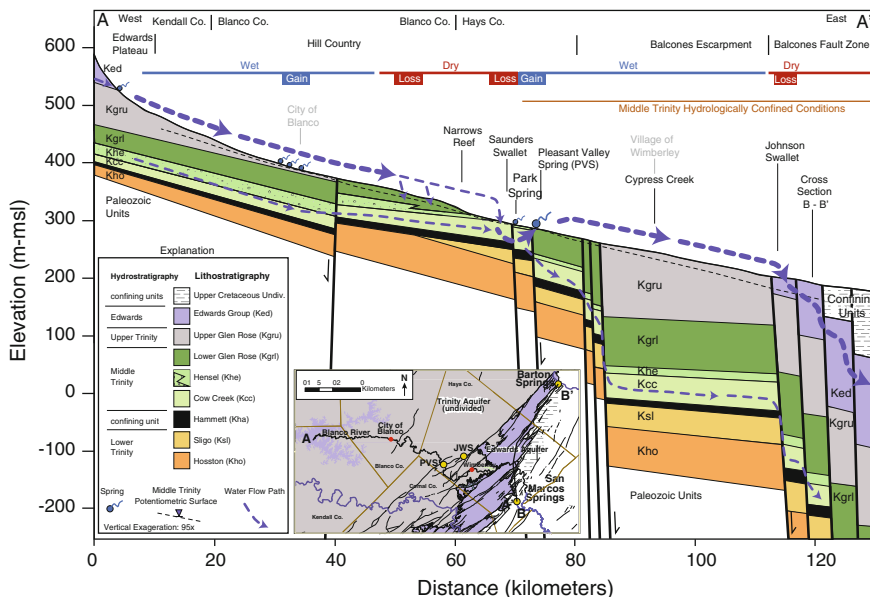 A
West
Kendall Co.
Blanco Co.
Blanco Co.
Hays Co.
East
A'
Edwards
Plateau
Hill Country
Balcones Escarpment
Balcones Fault Zone
Wet
Dry
Wet
Dry
Gain
Loss
Loss
Gain
Loss
Middle Trinity Hydrologically Confined Conditions
600
500
400
300
200
100
0
-100
-200
Elevation (m-msl)
Ked
Kgru
Kgrl
Khe
Kcc
Kho
Paleozoic
Units
City of
Blanco
Narrows
Reef
Saunders
Swallet
Park
Spring
Pleasant Valley
Spring (PVS)
Village of
Wimberley
Cypress Creek
Johnson
Swallet
Cross
Section
B - B'
Kgru
Kgrl
Khe
Kcc
Ksl
Kho
Paleozoic Units
Confining
Units
Ked
Kgru
Kgrl
Explanation
Hydrostratigraphy
Lithostratigraphy
confining units
Upper Cretaceous Undiv.
Edwards
Edwards Group (Ked)
Upper Trinity
Upper Glen Rose (Kgru)
Lower Glen Rose (Kgrl)
Middle
Trinity
Hensel (Khe)
Cow Creek (Kcc)
confining unit
Hammett (Kha)
Lower
Trinity
Sligo (Ksl)
Hosston (Kho)
Spring
Middle Trinity
Potentiometric Surface
Water Flow Path
Vertical Exageration: 95x
0 5 10 20
Kilometers
N
Hays Co.
Barton
Springs
B'
Trinity Aquifer
(undivided)
City of
Blanco
A
Blanco River
JWS
Edwards Aquifer
PVS
Blanco Co.
Comal Co.
San
Marcos
Springs
A'
B
Kendall Co.
0
20
40
60
80
100
120
Distance (kilometers)